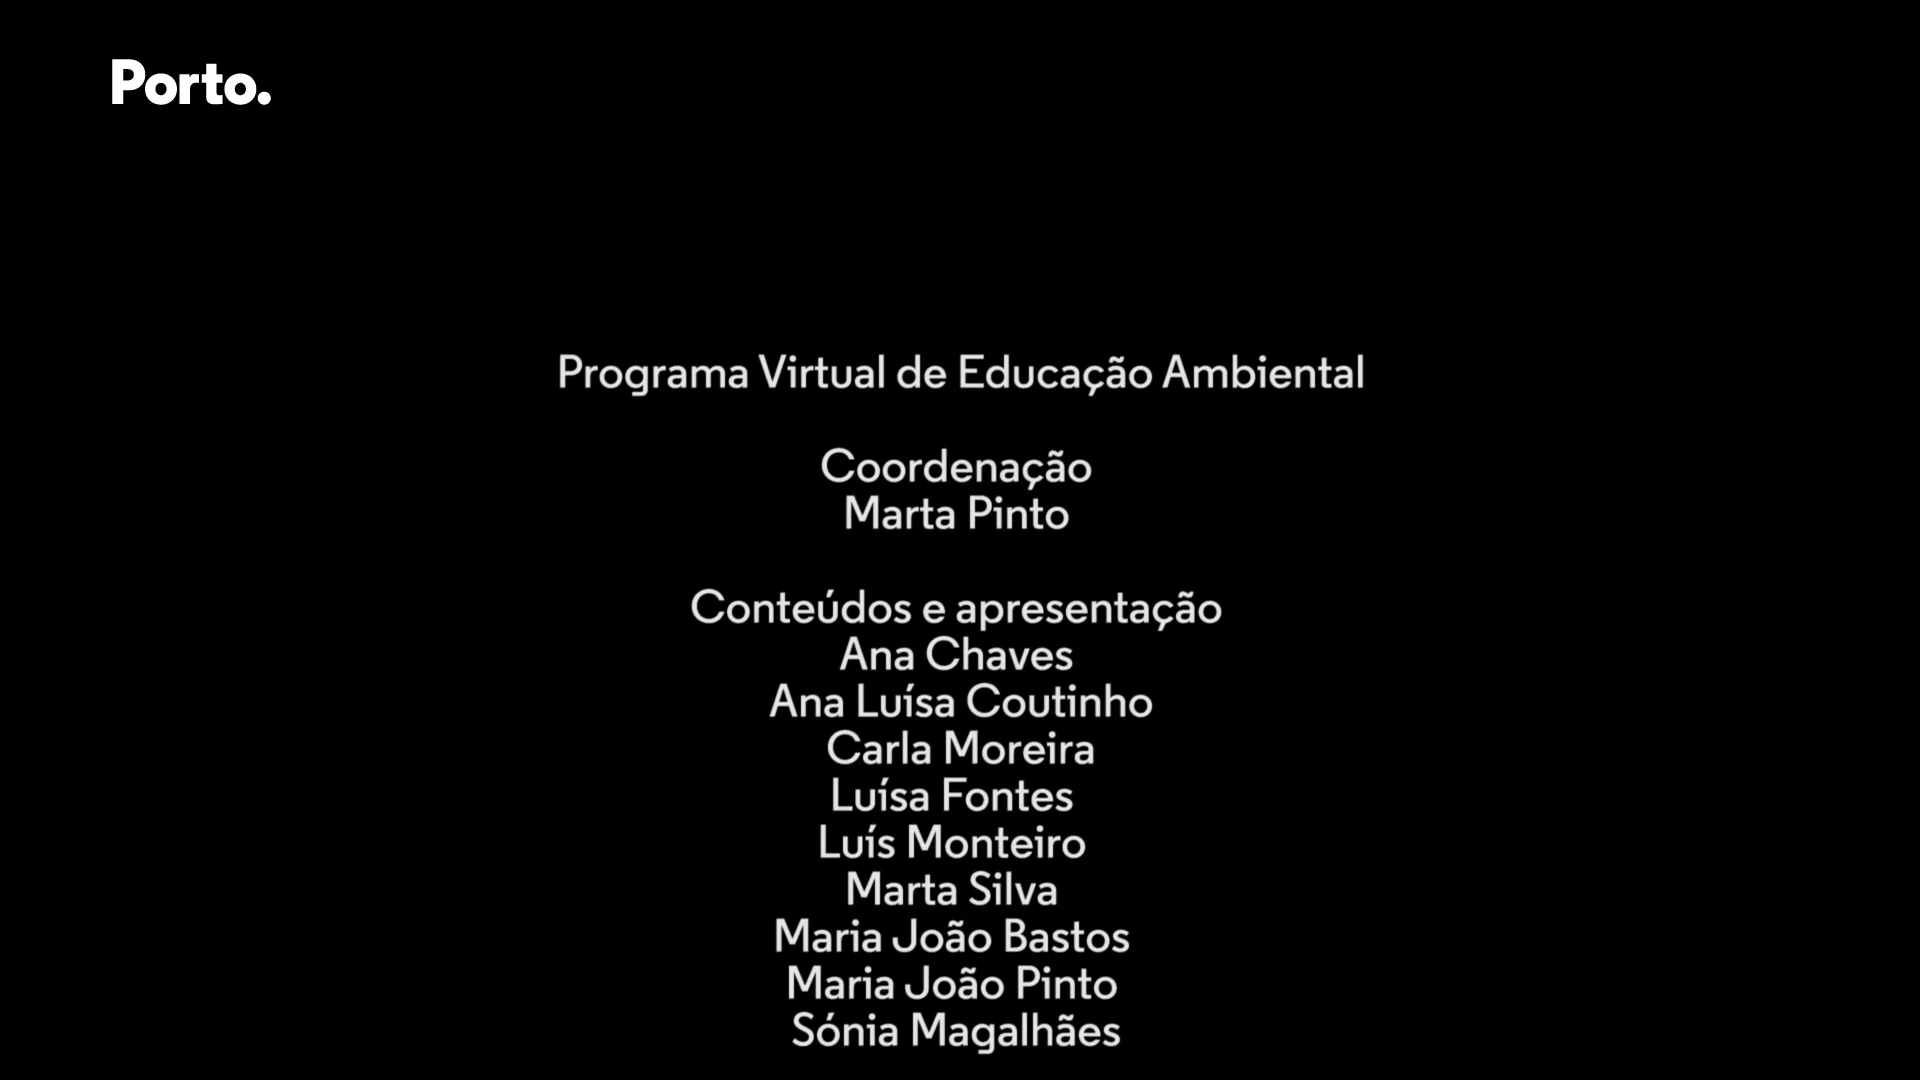 Porto.
Programa Virtual de Educação Ambiental
Coordenação
Marta Pinto
Conteúdos e apresentação
Ana Chaves
Ana Luísa Coutinho
Carla Moreira
Luísa Fontes
Luís Monteiro
Marta Silva
Maria João Bastos
Maria João Pinto
Sónia Magalhães